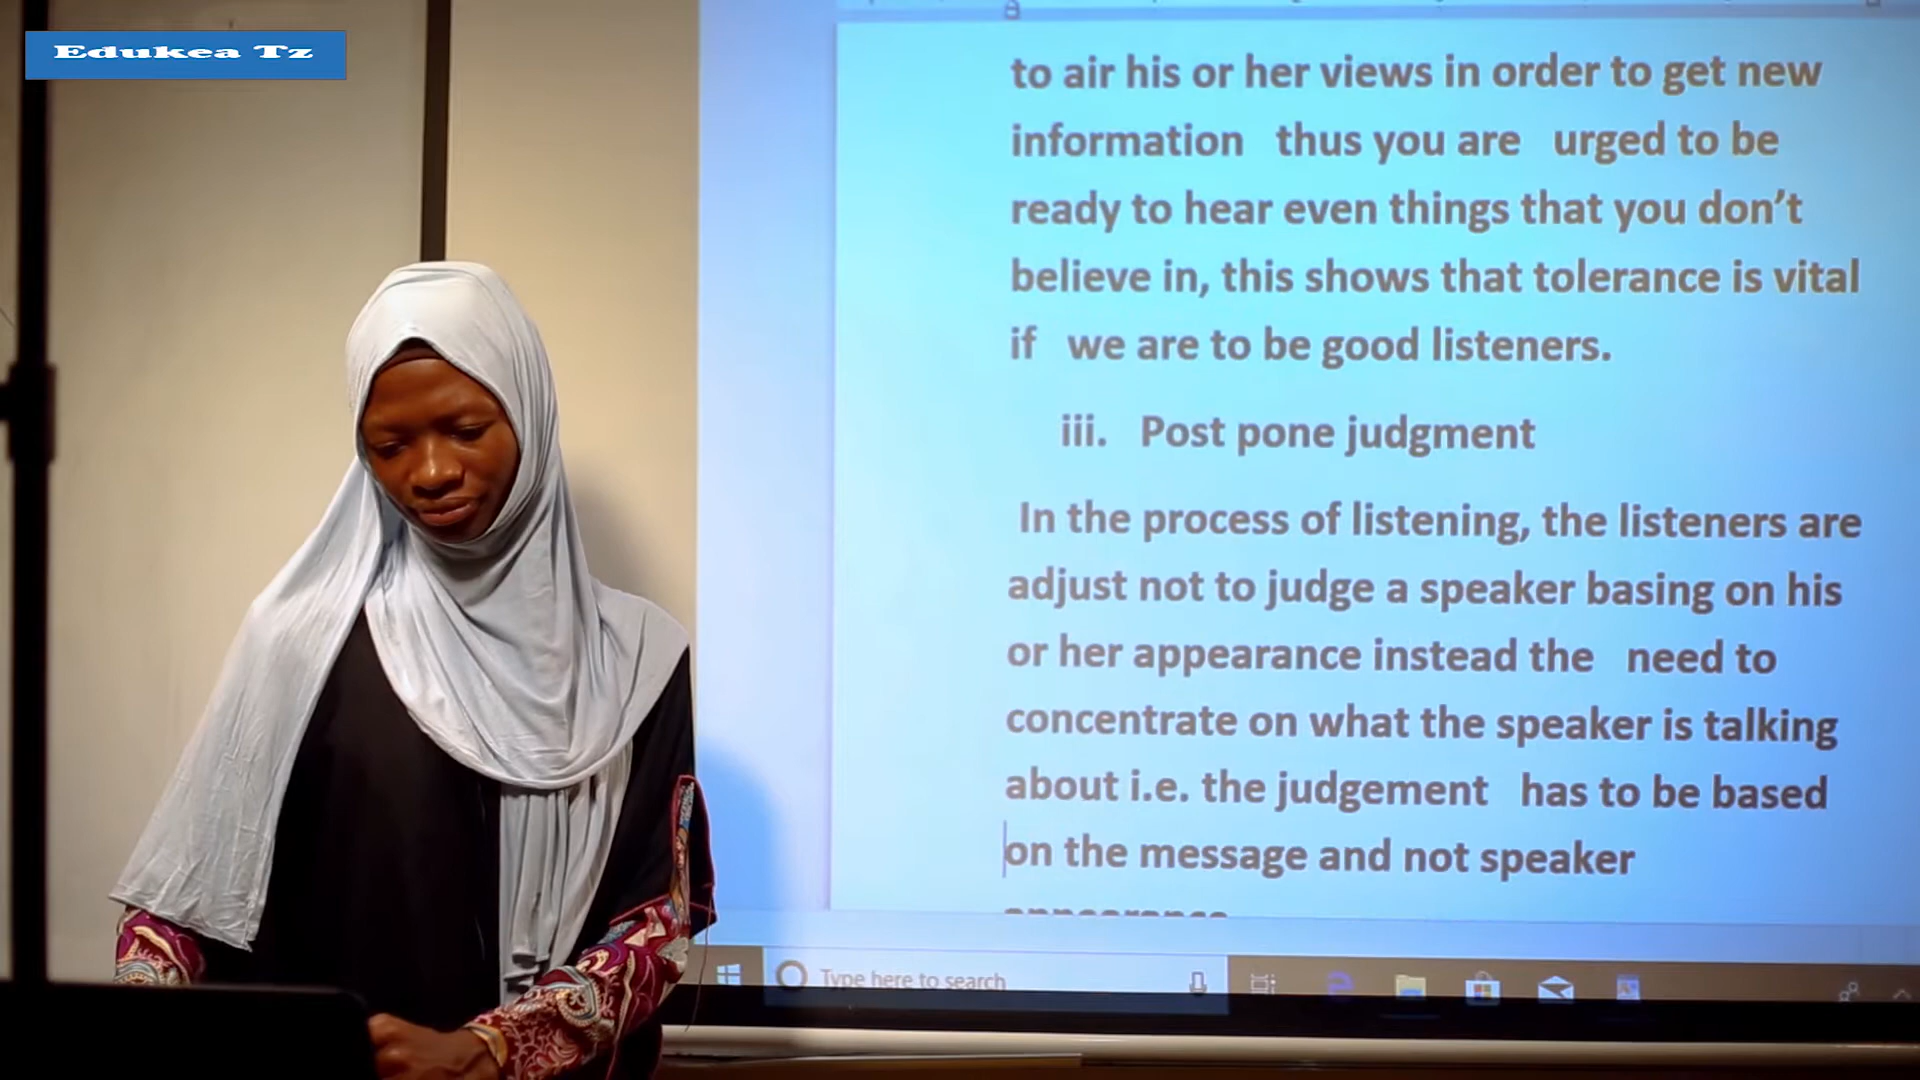 Edukea Tz
to air his or her views in order to get new
information thus you are urged to be
ready to hear even things that you don't
believe in, this shows that tolerance is vital
if we are to be good listeners.
iii. Post pone judgment
In the process of listening, the listeners are
adjust not to judge a speaker basing on his
or her appearance instead the need to
concentrate on what the speaker is talking
about i.e. the judgement has to be based
on the message and not speaker
appearance
Type here to search